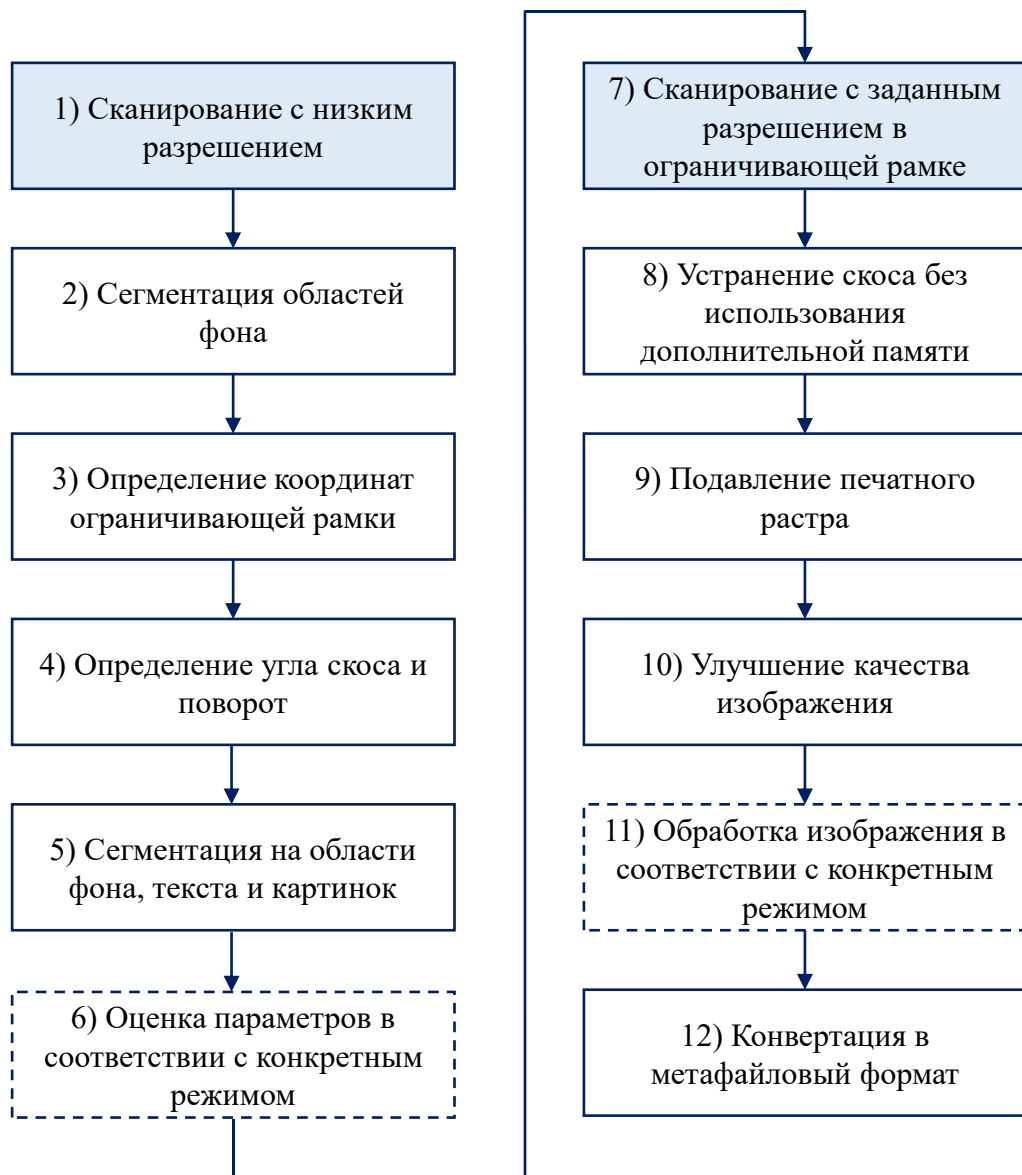 1) Сканирование с низким
разрешением
2) Сегментация областей
фона
3) Определение координат
ограничивающей рамки
4) Определение угла скоса и
поворот
5) Сегментация на области
фона, текста и картинок
6) Оценка параметров в
соответствии с конкретным
режимом
7) Сканирование с заданным
разрешением в
ограничивающей рамке
8) Устранение скоса без
использования
дополнительной памяти
9) Подавление печатного
растра
10) Улучшение качества
изображения
11) Обработка изображения в
соответствии с конкретным
режимом
12) Конвертация в
метафайловый формат